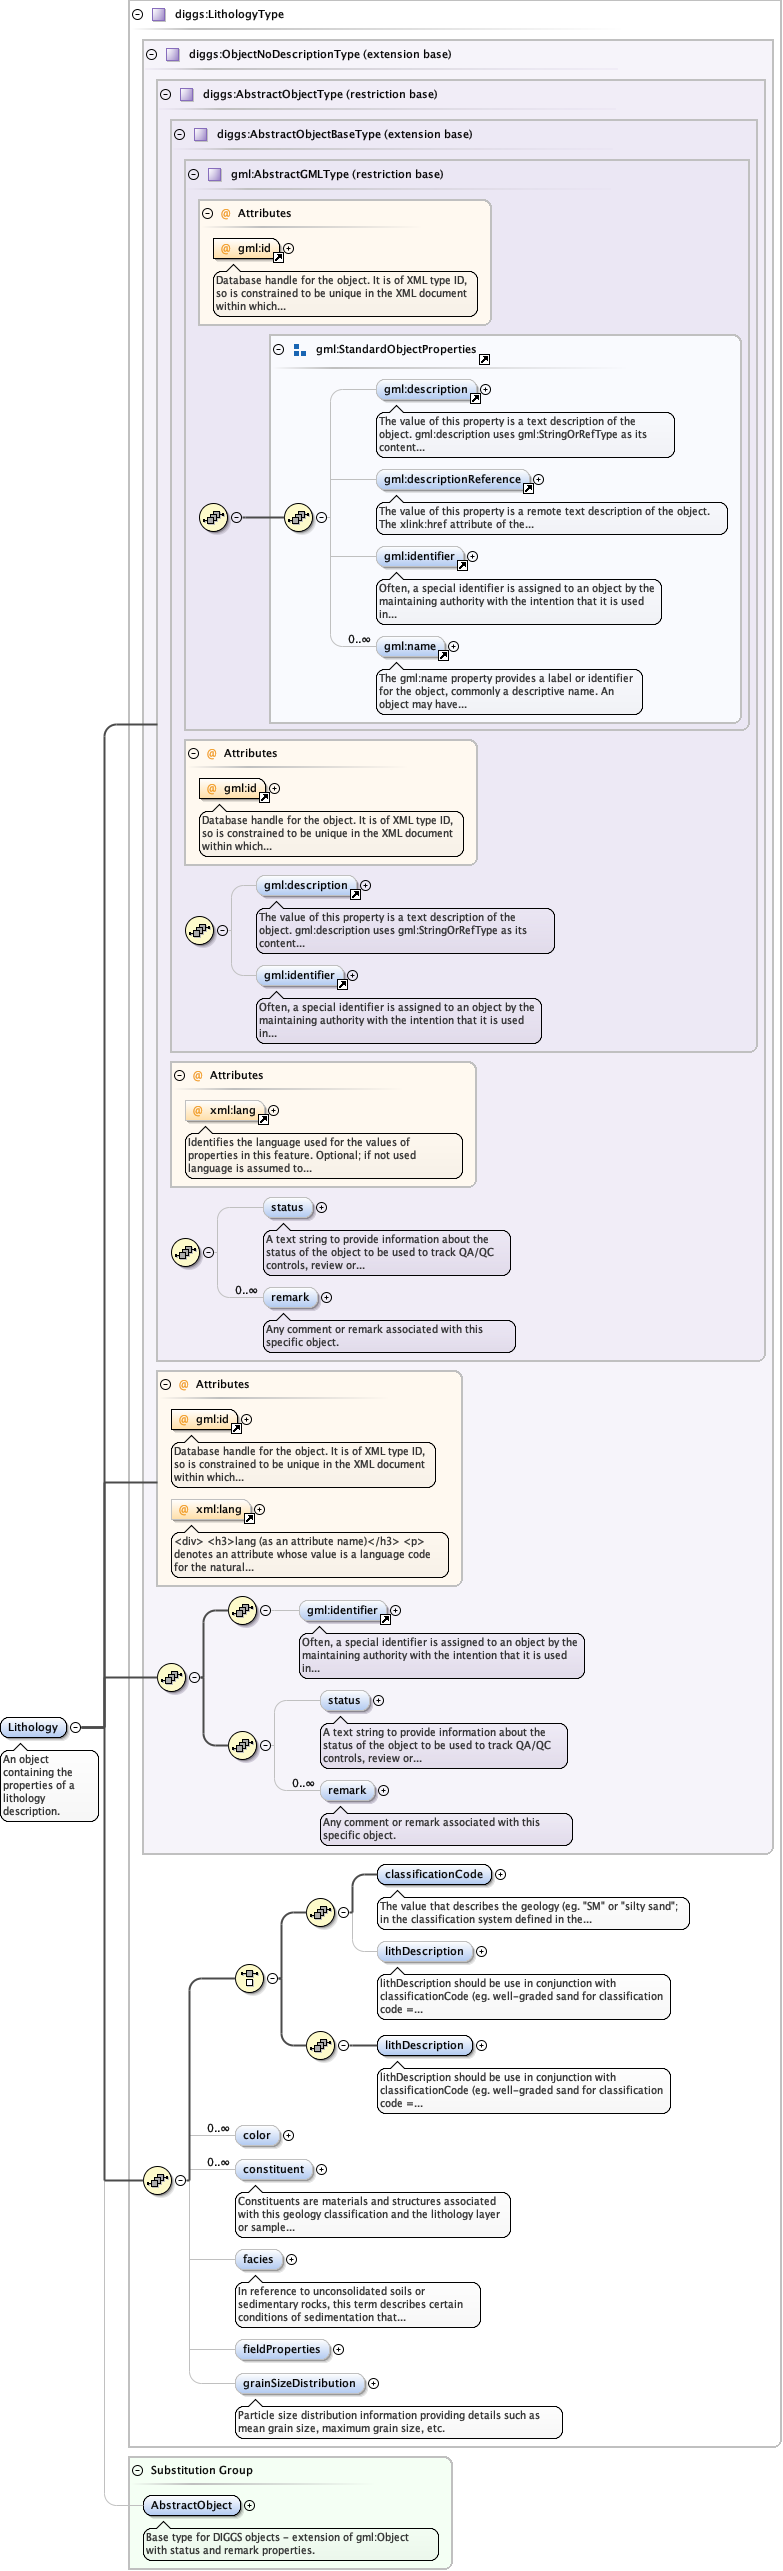 diggs:LithologyType
diggs:ObjectNoDescriptionType (extension base)
diggs:AbstractObjectType (restriction base)
diggs:AbstractObjectBaseType (extension base)
gml:AbstractGMLType (restriction base)
@ Attributes
@ gml:id
Database handle for the object. It is of XML type ID,
so is constrained to be unique in the XML document
within which...
gml:StandardObjectProperties
gml:description
The value of this property is a text description of the
object. gml:description uses gml:StringOrRefType as its
content...
gml:descriptionReference
The value of this property is a remote text description of the object.
The xlink:href attribute of the...
gml:identifier
Often, a special identifier is assigned to an object by the
maintaining authority with the intention that it is used
in...
0..∞
gml:name
The gml:name property provides a label or identifier
for the object, commonly a descriptive name. An
object may have...
@ Attributes
@ gml:id
Database handle for the object. It is of XML type ID,
so is constrained to be unique in the XML document
within which...
gml:description
The value of this property is a text description of the
object. gml:description uses gml:StringOrRefType as its
content...
gml:identifier
Often, a special identifier is assigned to an object by the
maintaining authority with the intention that it is used
in...
@ Attributes
@ xml:lang
Identifies the language used for the values of
properties in this feature. Optional; if not used
language is assumed to...
status
A text string to provide information about the
status of the object to be used to track QA/QC
controls, review or...
0..∞
remark
Any comment or remark associated with this
specific object.
@ Attributes
@ gml:id
Database handle for the object. It is of XML type ID,
so is constrained to be unique in the XML document
within which...
@ xml:lang
<div> <h3>lang (as an attribute name)</h3> <p>
denotes an attribute whose value is a language code
for the natural...
gml:identifier
Often, a special identifier is assigned to an object by the
maintaining authority with the intention that it is used
in...
status
A text string to provide information about the
status of the object to be used to track QA/QC
controls, review or...
0..∞
remark
Any comment or remark associated with this
specific object.
Lithology
An object
containing the
properties of a
lithology
description.
classificationCode
The value that describes the geology (eg. "SM" or "silty sand";
in the classification system defined in the...
lithDescription
lithDescription should be use in conjunction with
classificationCode (eg. well-graded sand for classification
code =...
lithDescription
lithDescription should be use in conjunction with
classificationCode (eg. well-graded sand for classification
code =...
0..∞
color
0..∞
constituent
Constituents are materials and structures associated
with this geology classification and the lithology layer
or sample...
facies
In reference to unconsolidated soils or
sedimentary rocks, this term describes certain
conditions of sedimentation that...
fieldProperties
grainSizeDistribution
Particle size distribution information providing details such as
mean grain size, maximum grain size, etc.
Substitution Group
AbstractObject
Base type for DIGGS objects - extension of gml:Object
with status and remark properties.